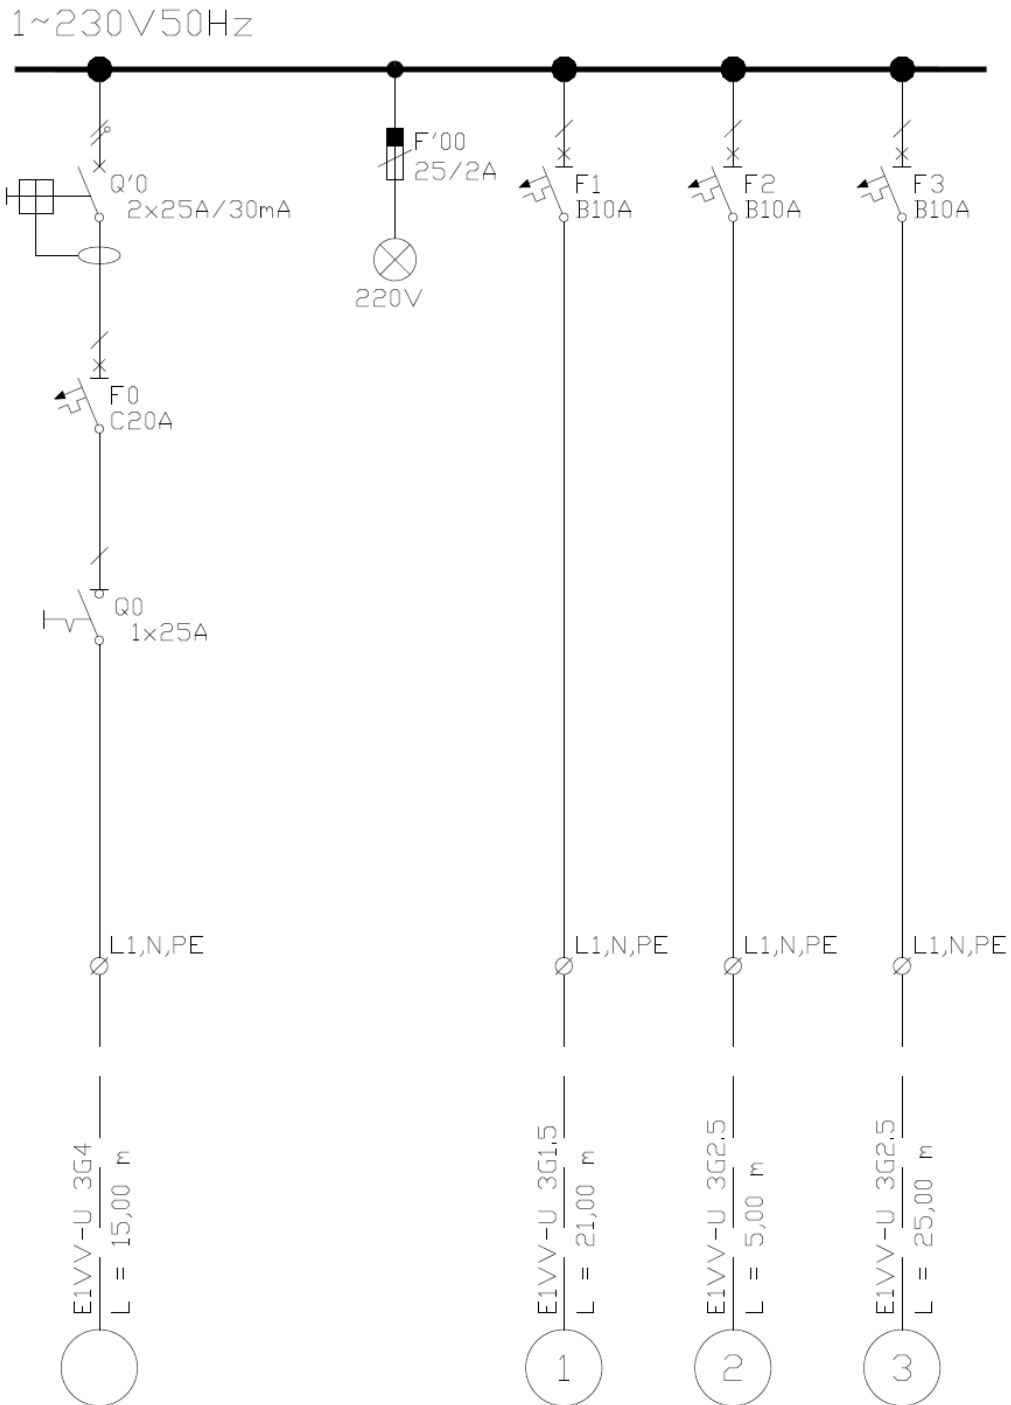 1~230V50Hz
Q'0
2x25A/30mA
F0
C20A
Q0
1x25A
L1,N,PE
E1VV-U 3G4
L = 15,00 m
F'00
25/2A
220V
F1
B10A
L1,N,PE
E1VV-U 3G1.5
L = 21,00 m
1
F2
B10A
L1,N,PE
E1VV-U 3G2.5
L = 5,00 m
2
F3
B10A
L1,N,PE
E1VV-U 3G2.5
L = 25,00 m
3